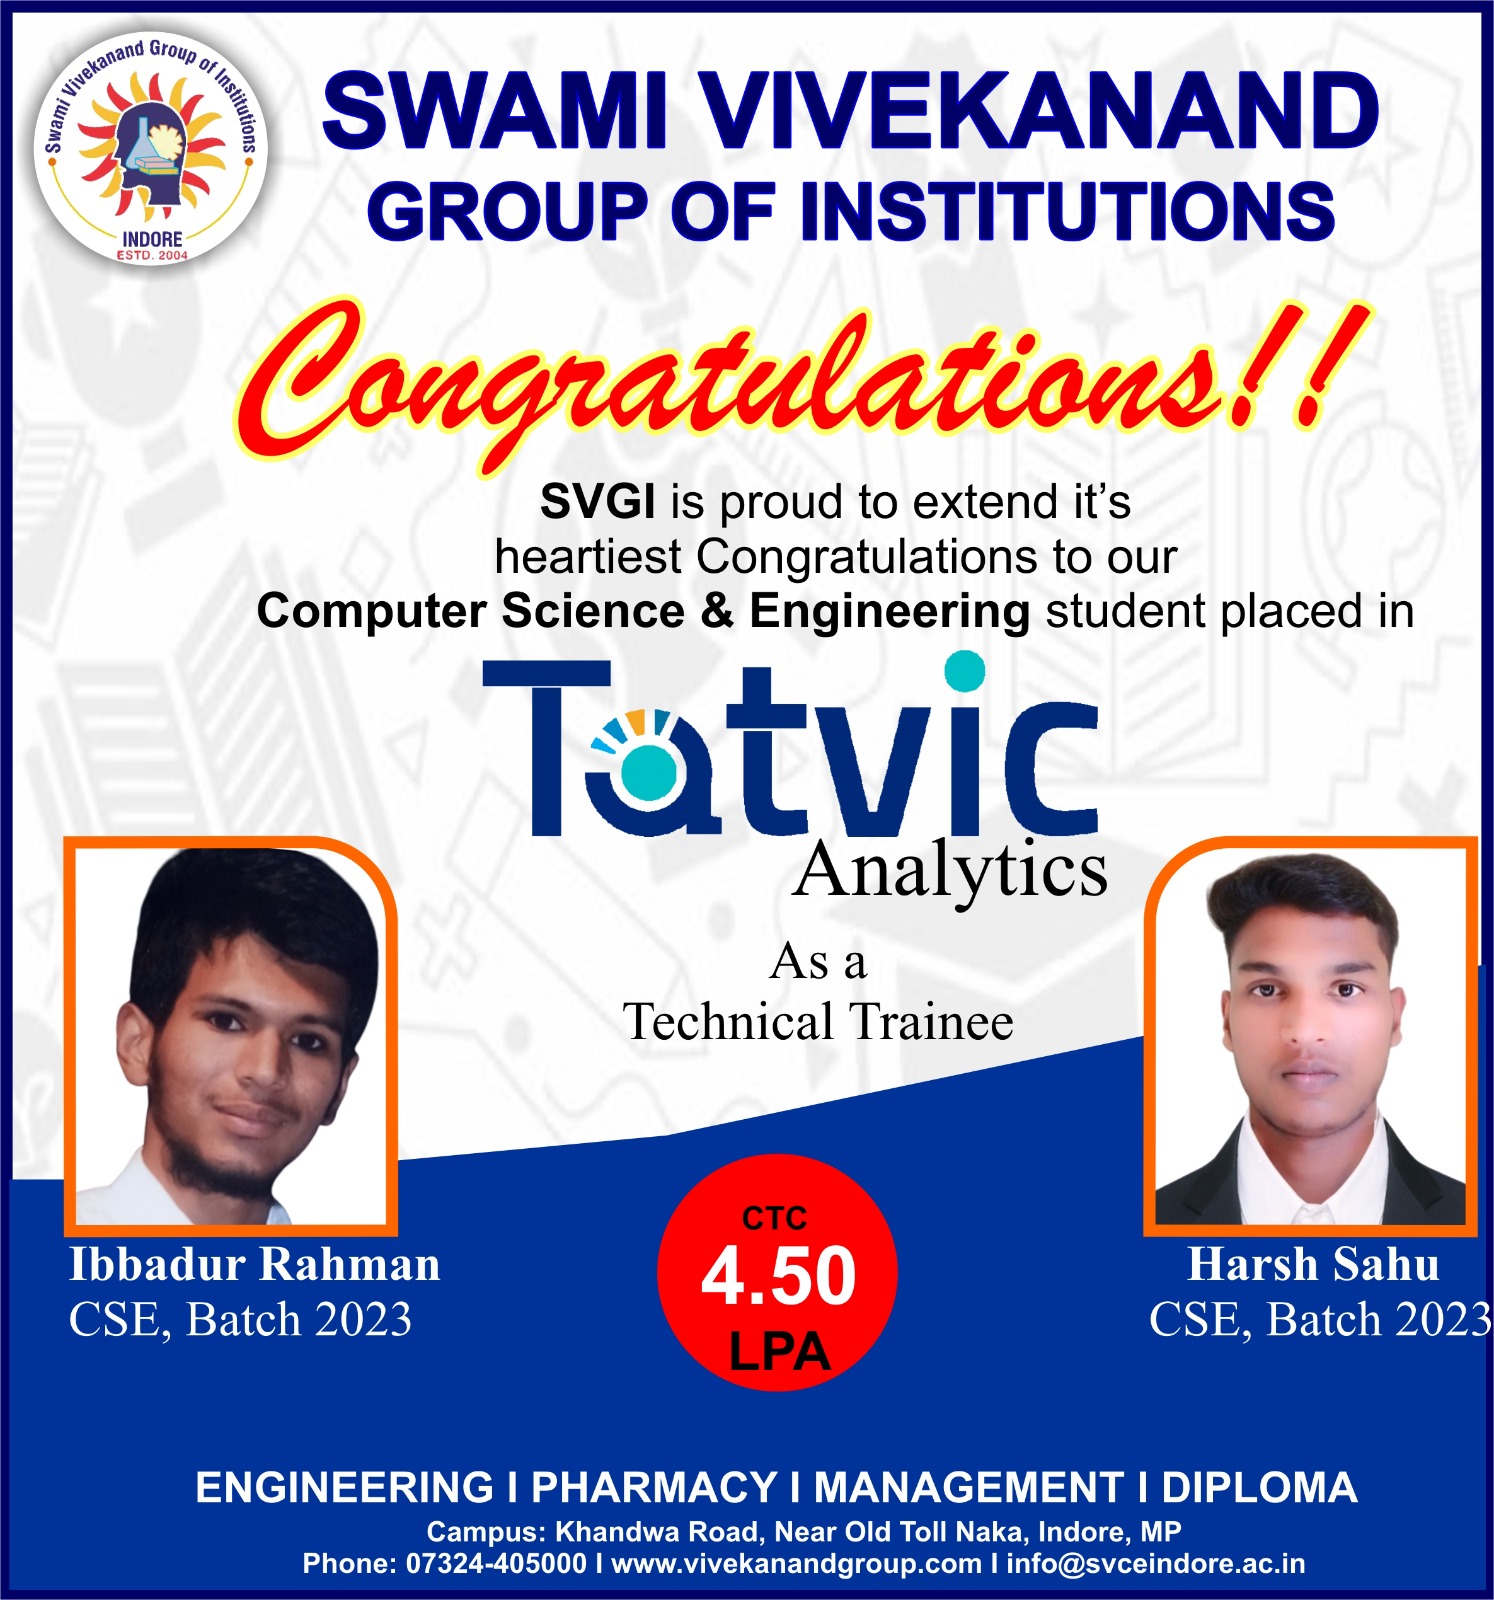 Swami Vivekanand Group of Institutions
INDORE
ESTD. 2004
SWAMI VIVEKANAND
GROUP OF INSTITUTIONS
Congratulations!!
SVGI is proud to extend it’s
heartiest Congratulations to our
Computer Science & Engineering student placed in
Tatvic
Analytics
As a
Technical Trainee
Ibbadur Rahman
CSE, Batch 2023
CTC
4.50
LPA
Harsh Sahu
CSE, Batch 2023
ENGINEERING I PHARMACY I MANAGEMENT I DIPLOMA
Campus: Khandwa Road, Near Old Toll Naka, Indore, MP
Phone: 07324-405000 I www.vivekanandgroup.com I info@svceindore.ac.in